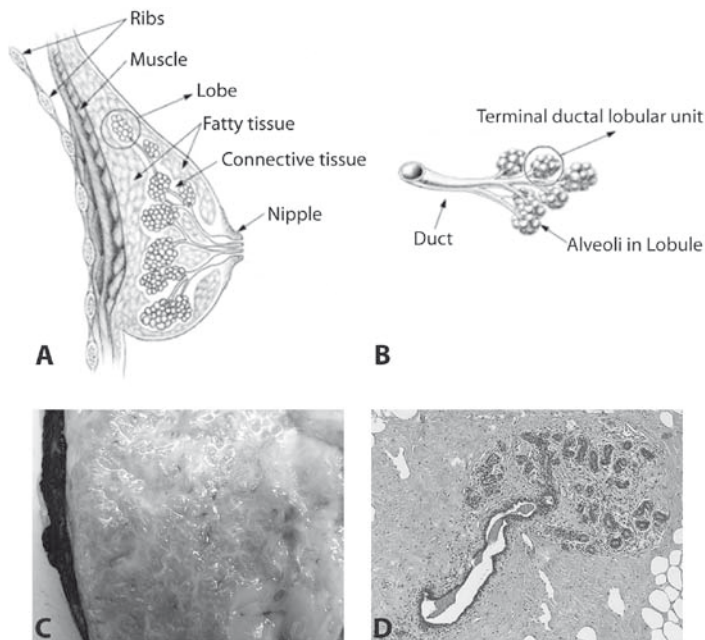 Ribs
Muscle
Lobe
Fatty tissue
Connective tissue
Nipple
A
Terminal ductal lobular unit
Duct
Alveoli in Lobule
B
C
D